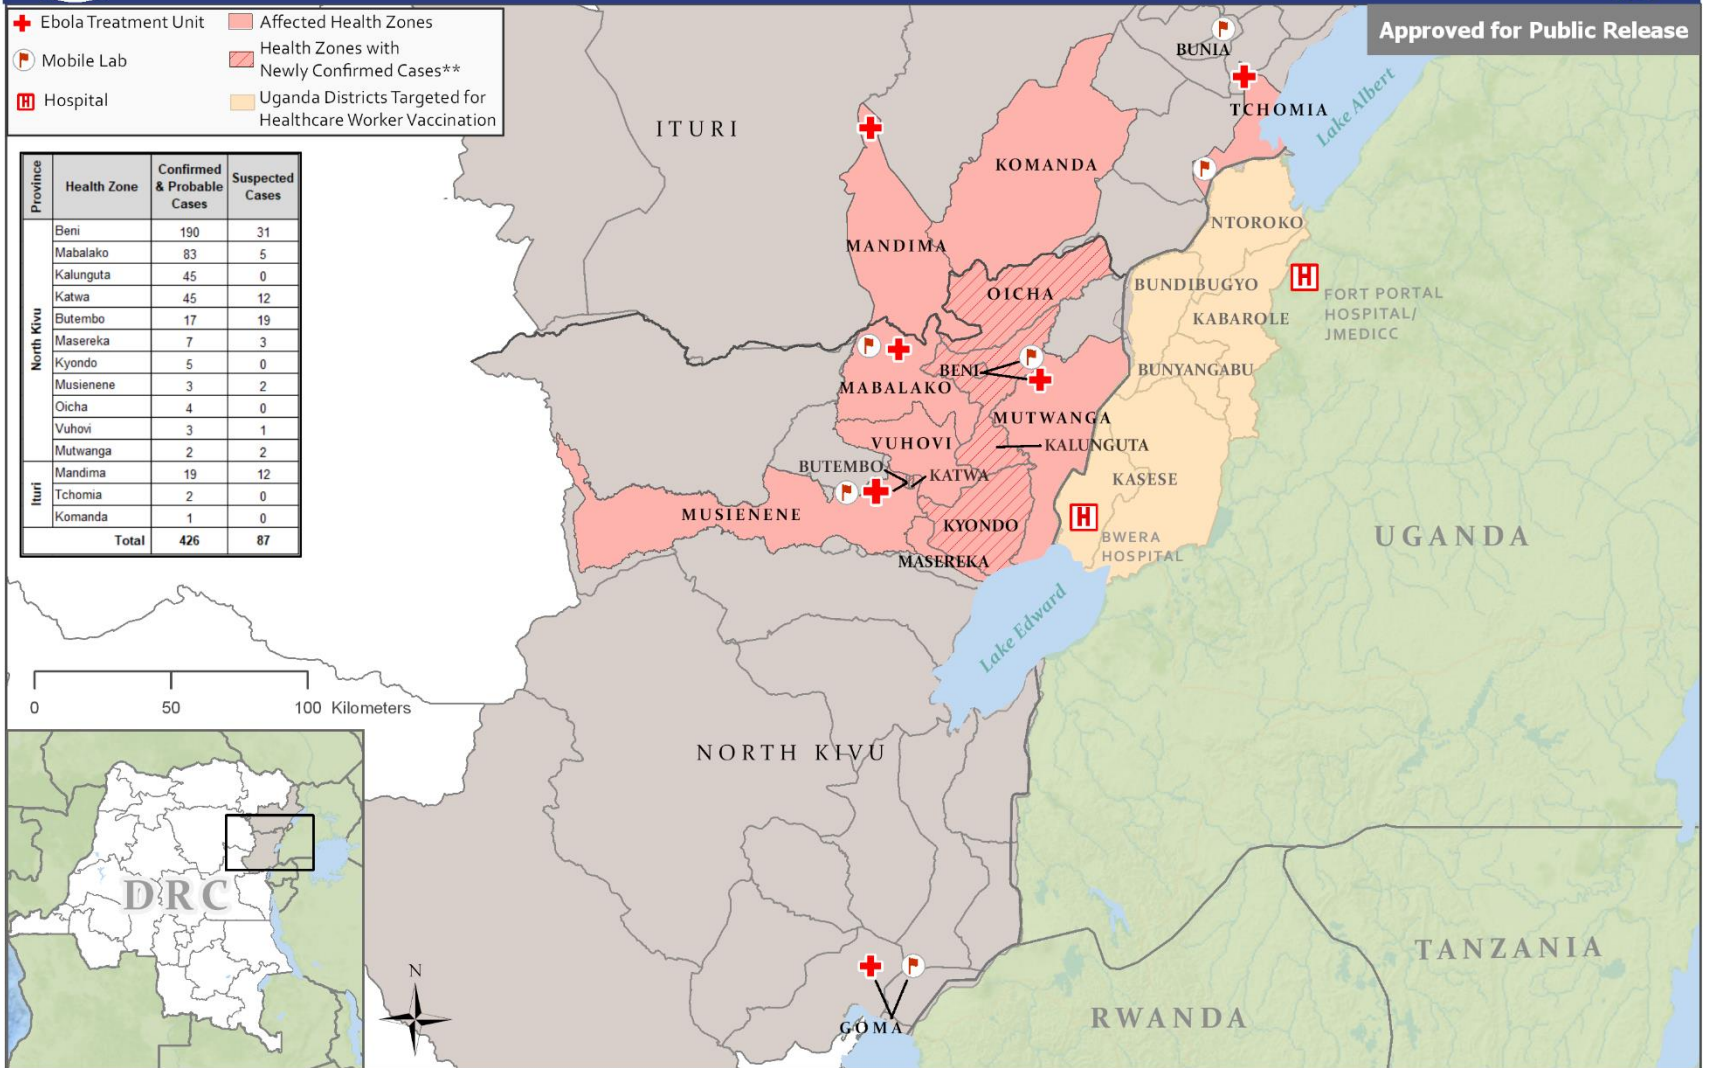 Ebola Treatment Unit
Mobile Lab
Hospital
Affected Health Zones
Health Zones with
Newly Confirmed Cases**
Uganda Districts Targeted for
Healthcare Worker Vaccination
Approved for Public Release
Province Health Zone Confirmed & Probable Cases Suspected Cases
North Kivu
Beni 190 31
Mabalako 83 5
Kalunguta 45 0
Katwa 45 12
Butembo 17 19
Masereka 7 3
Kyondo 5 0
Musienene 3 2
Oicha 4 0
Vuhovi 3 1
Mutwanga 2 2
Ituri
Mandima 19 12
Tchomia 2 0
Komanda 1 0
Total 426 87
BUNIA
TCHOMIA
Lake Albert
ITURI
KOMANDA
NTOROKO
MANDIMA
OICHA
BUNDIBUGYO
H
FORT PORTAL
HOSPITAL/
JMEDICC
KABAROLE
BENI
BUNYANGABU
MABALAKO
MUTWANGA
VUHOVI
KALUNGUTA
BUTEMBO
KATWA
KASESE
MUSIENENE
KYONDO
H
BWERA
HOSPITAL
MASEREKA
UGANDA
Lake Edward
0 50 100 Kilometers
NORTH KIVU
DRC
N
GOMA
TANZANIA
RWANDA